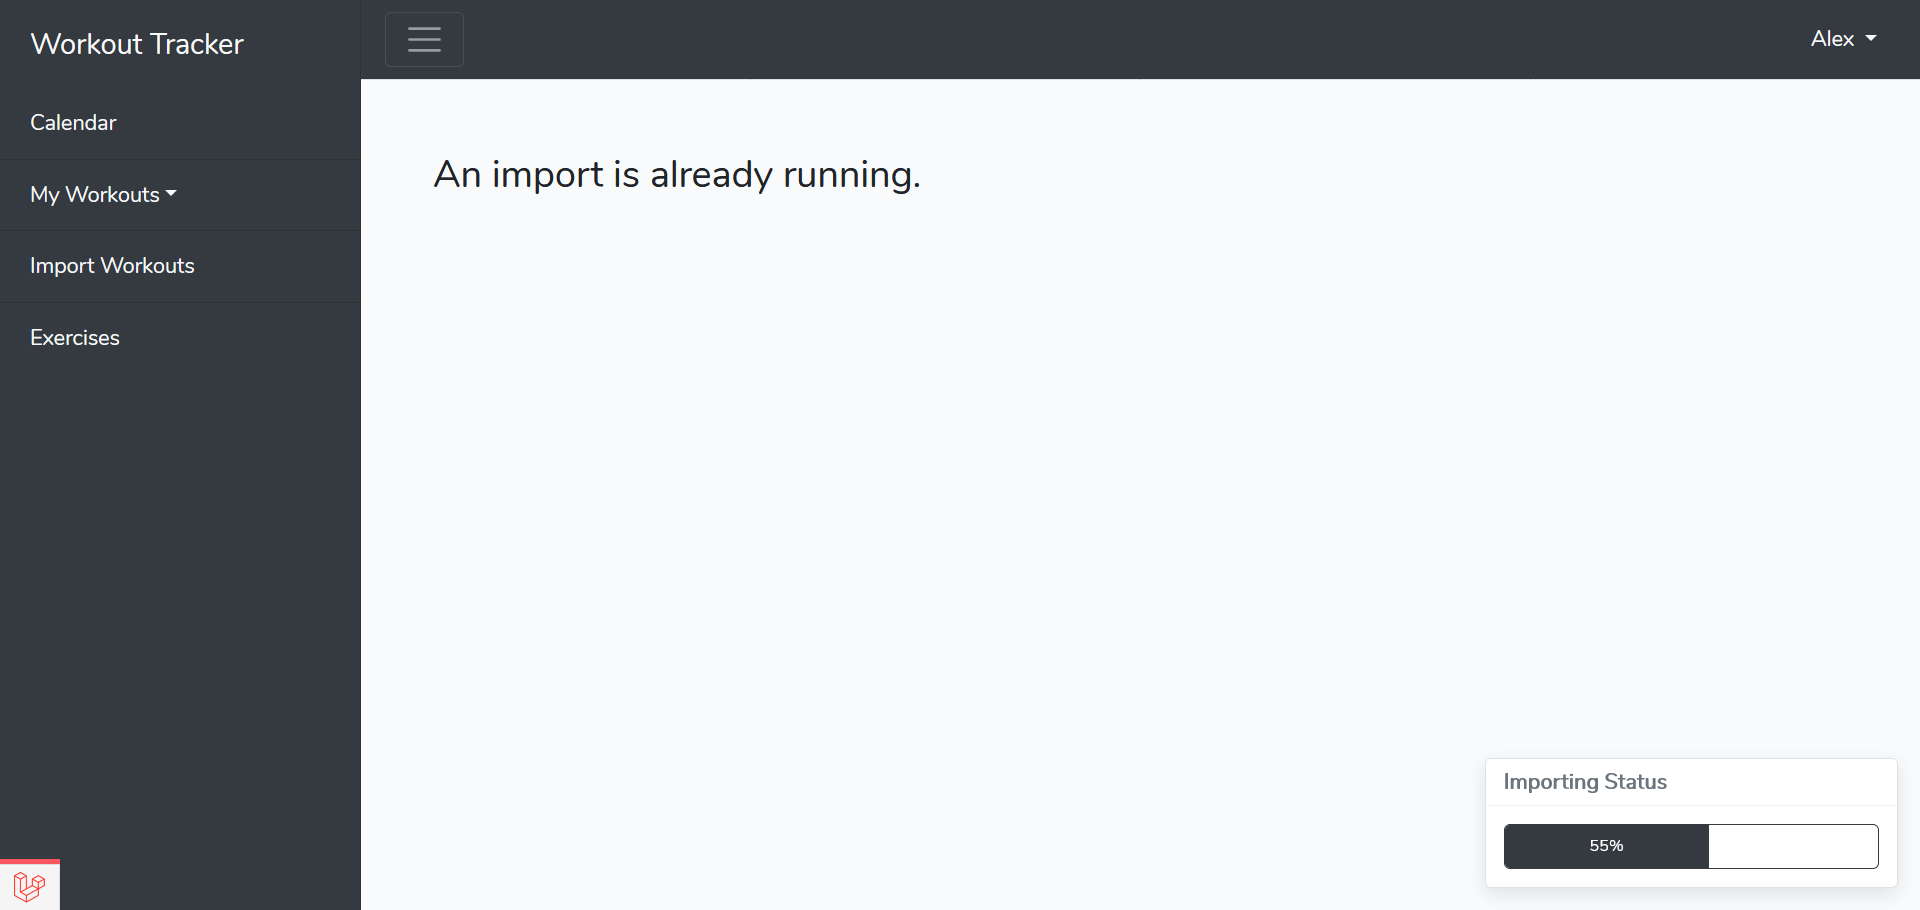 Workout Tracker
Alex
Calendar
My Workouts
Import Workouts
Exercises
An import is already running.
Importing Status
55%